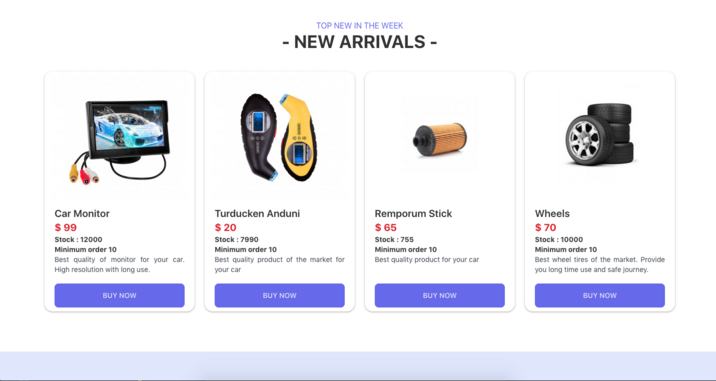 TOP NEW IN THE WEEK
- NEW ARRIVALS -
Car Monitor
$ 99
Stock : 12000
Minimum order 10
Best quality of monitor for your car.
High resolution with long use.
BUY NOW
Turducken Anduni
$ 20
Stock : 7990
Minimum order 10
Best quality product of the market for
your car
BUY NOW
Remporum Stick
$ 65
Stock : 755
Minimum order 10
Best quality product for your car
BUY NOW
Wheels
$ 70
Stock : 10000
Minimum order 10
Best wheel tires of the market. Provide
you long time use and safe journey.
BUY NOW